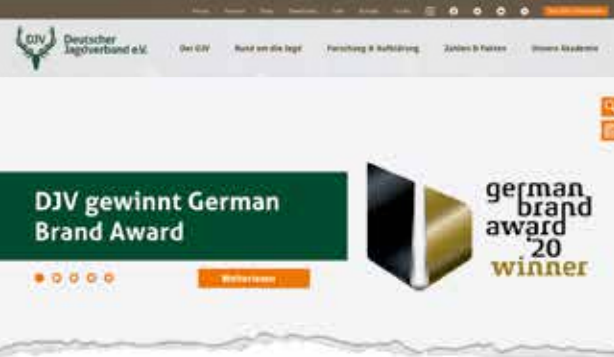 DJV
Deutscher
Jagdverband e.V.
Der DJV
Rund um die Jagd
Forschung & Aufklärung
Zahlen & Fakten
Unsere Akademie
DJV gewinnt German
Brand Award
Weiterlesen
german
brand
award
'20
winner